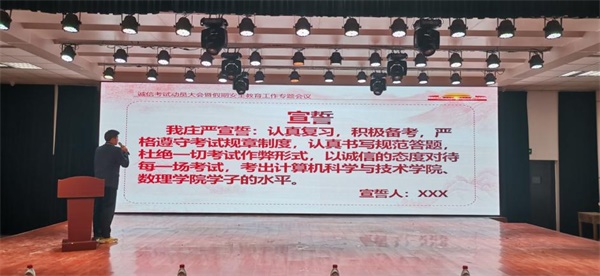 诚信考试动员大会暨假期安全教育工作专题会议
宣誓
我庄严宣誓：认真复习，积极备考，严
格遵守考试规章制度，认真书写规范答题，
杜绝一切考试作弊形式，以诚信的态度对待
每一场考试，考出计算机科学与技术学院、
数理学院学子的水平。
宣誓人：XXX